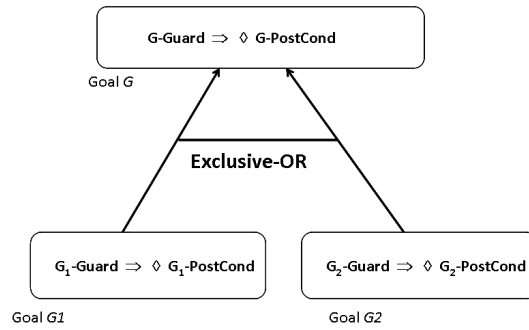 G-Guard ⇒ ◊ G-PostCond
Goal G
Exclusive-OR
G₁-Guard ⇒ ◊ G₁-PostCond
G₂-Guard ⇒ ◊ G₂-PostCond
Goal G1
Goal G2